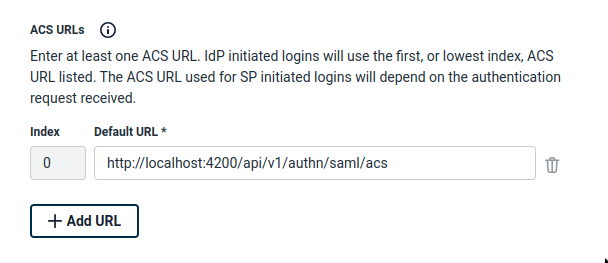 ACS URLs
Enter at least one ACS URL. IdP initiated logins will use the first, or lowest index, ACS
URL listed. The ACS URL used for SP initiated logins will depend on the authentication
request received.
Index Default URL *
0 http://localhost:4200/api/v1/authn/saml/acs
+ Add URL